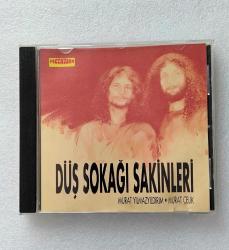 DÜŞ SOKAĞI SAKİNLERİ
MURAT YILMAZYILDIRIM • MURAT ÇELİK